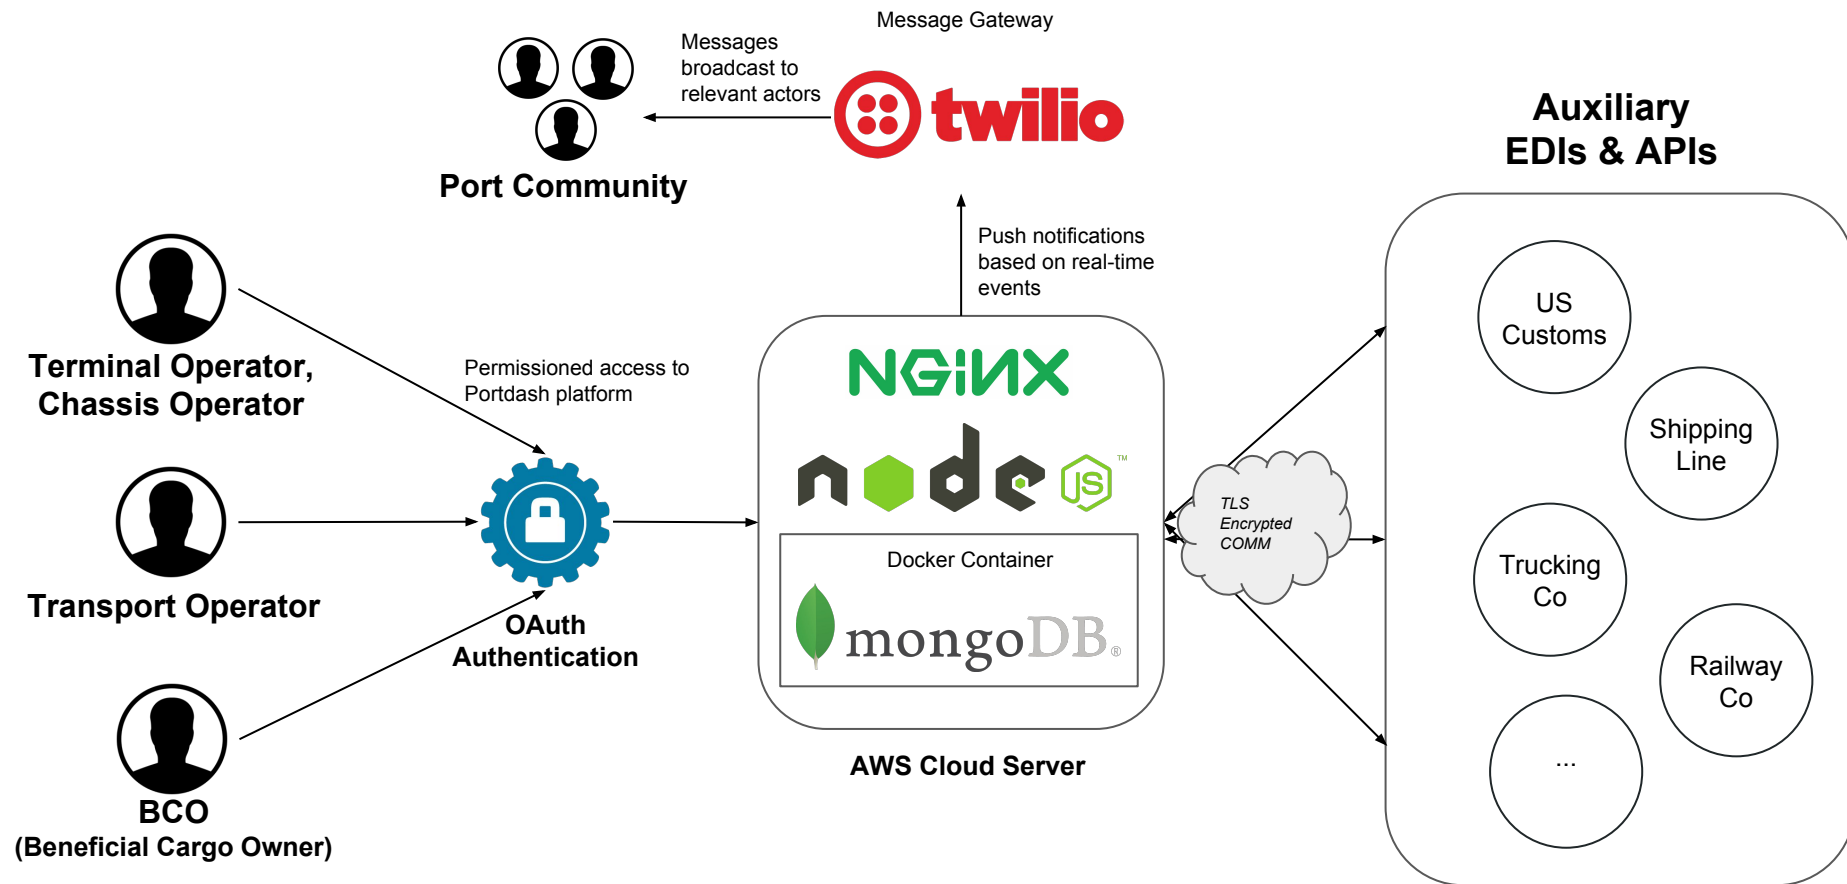 Message Gateway
Messages
broadcast to
relevant actors
twilio
Port Community
Auxiliary
EDIs & APIs
Push notifications
based on real-time
events
Terminal Operator,
Chassis Operator
Permissioned access to
Portdash platform
Transport Operator
OAuth
Authentication
BCO
(Beneficial Cargo Owner)
NGINX
node
JS
™
Docker Container
mongoDB®
AWS Cloud Server
TLS
Encrypted
COMM
US
Customs
Shipping
Line
Trucking
Co
Railway
Co
...